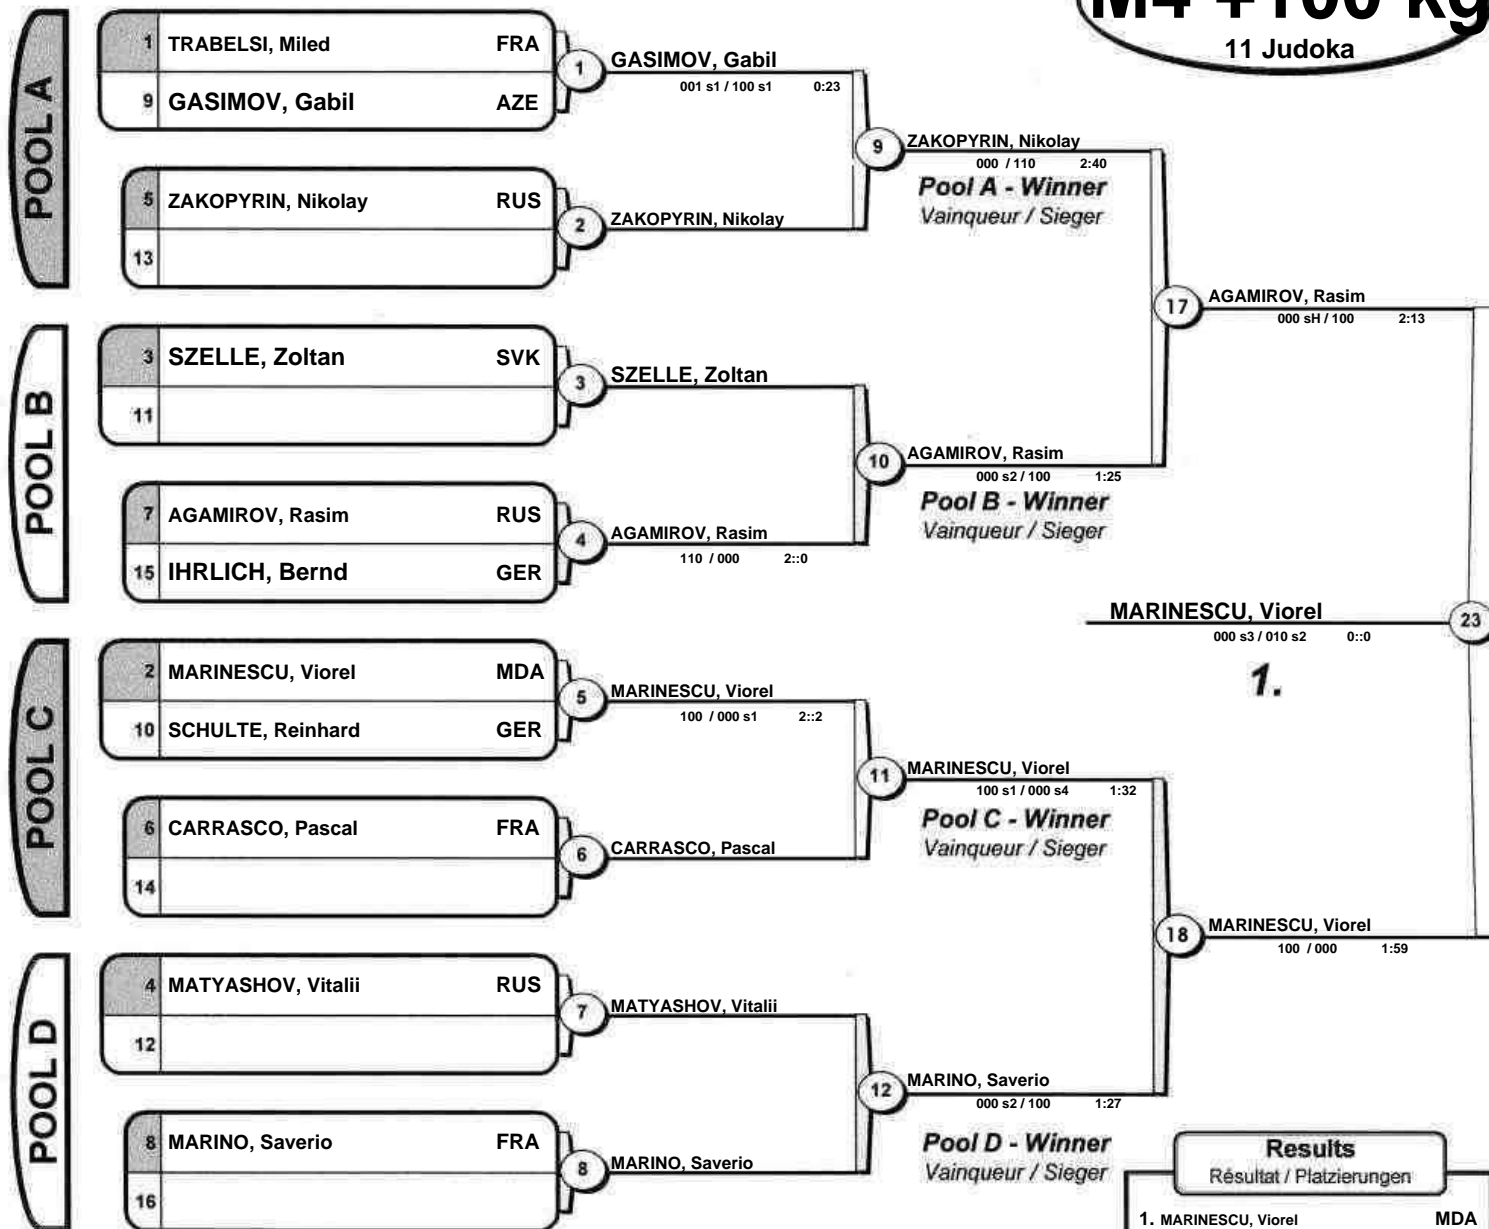 M4 +100 kg
11 Judoka
POOL A
1 TRABELSI, Miled FRA
9 GASIMOV, Gabil AZE
1 GASIMOV, Gabil
001 s1 / 100 s1 0:23
5 ZAKOPYRIN, Nikolay RUS
13
2 ZAKOPYRIN, Nikolay
9 ZAKOPYRIN, Nikolay
000 / 110 2:40
Pool A - Winner
Vainqueur / Sieger
POOL B
3 SZELLE, Zoltan SVK
11
3 SZELLE, Zoltan
7 AGAMIROV, Rasim RUS
15 IHRLICH, Bernd GER
4 AGAMIROV, Rasim
110 / 000 2::0
10 AGAMIROV, Rasim
000 s2 / 100 1:25
Pool B - Winner
Vainqueur / Sieger
17 AGAMIROV, Rasim
000 sH / 100 2:13
MARINESCU, Viorel 23
000 s3 / 010 s2 0::0
1.
POOL C
2 MARINESCU, Viorel MDA
10 SCHULTE, Reinhard GER
5 MARINESCU, Viorel
100 / 000 s1 2::2
6 CARRASCO, Pascal FRA
14
6 CARRASCO, Pascal
11 MARINESCU, Viorel
100 s1 / 000 s4 1:32
Pool C - Winner
Vainqueur / Sieger
POOL D
4 MATYASHOV, Vitalii RUS
12
7 MATYASHOV, Vitalii
8 MARINO, Saverio FRA
16
8 MARINO, Saverio
12 MARINO, Saverio
000 s2 / 100 1:27
Pool D - Winner
Vainqueur / Sieger
18 MARINESCU, Viorel
100 / 000 1:59
Results
Résultat / Platzierungen
1. MARINESCU, Viorel MDA